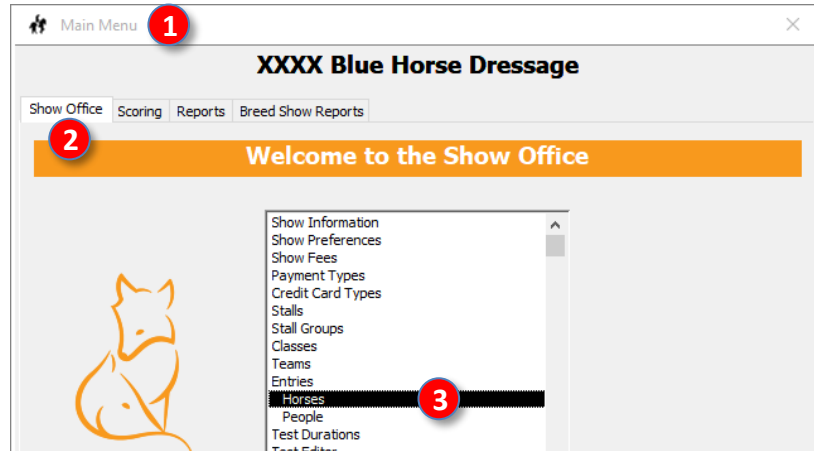 Main Menu 1
XXXX Blue Horse Dressage
Show Office Scoring Reports Breed Show Reports
2
Welcome to the Show Office
Show Information
Show Preferences
Show Fees
Payment Types
Credit Card Types
Stalls
Stall Groups
Classes
Teams
Entries
Horses 3
People
Test Durations
Test Editor